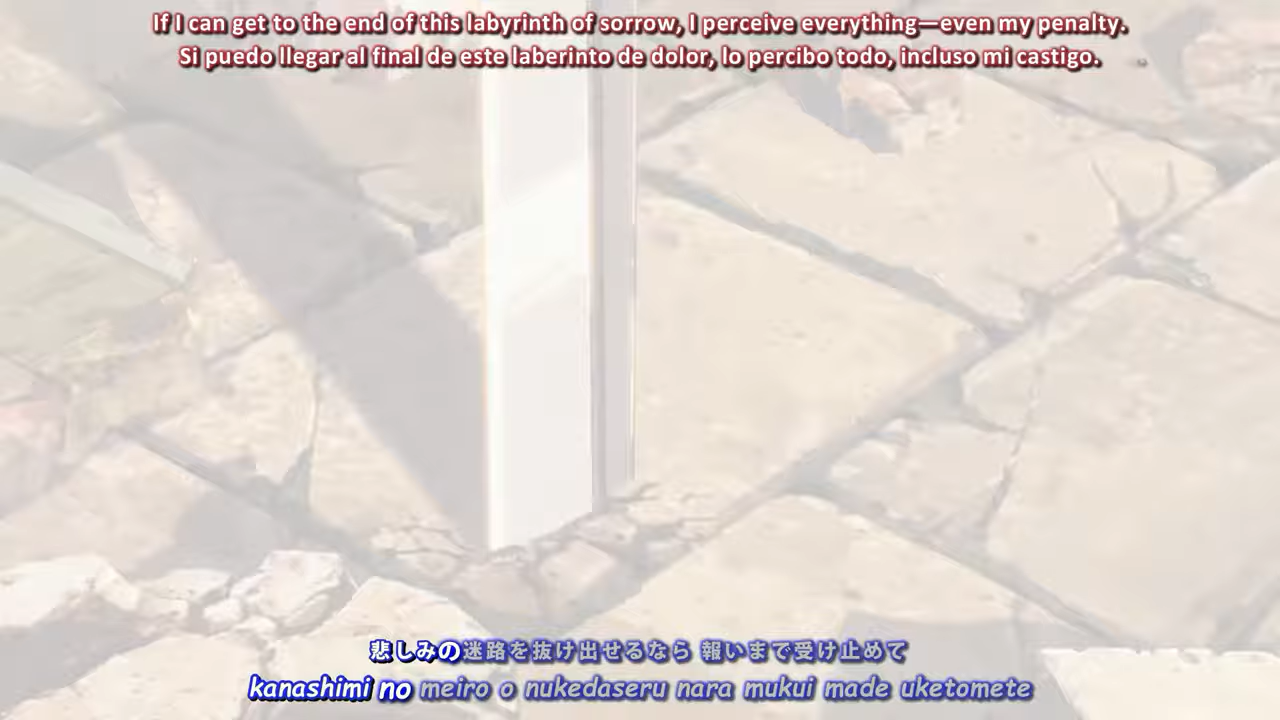 If I can get to the end of this labyrinth of sorrow, I perceive everything—even my penalty.
Si puedo llegar al final de este laberinto de dolor, lo percibo todo, incluso mi castigo.
悲しみの迷路を抜け出せるなら 報いまで受け止めて
kanashimi no meiro o nukedaseru nara mukui made uketomete